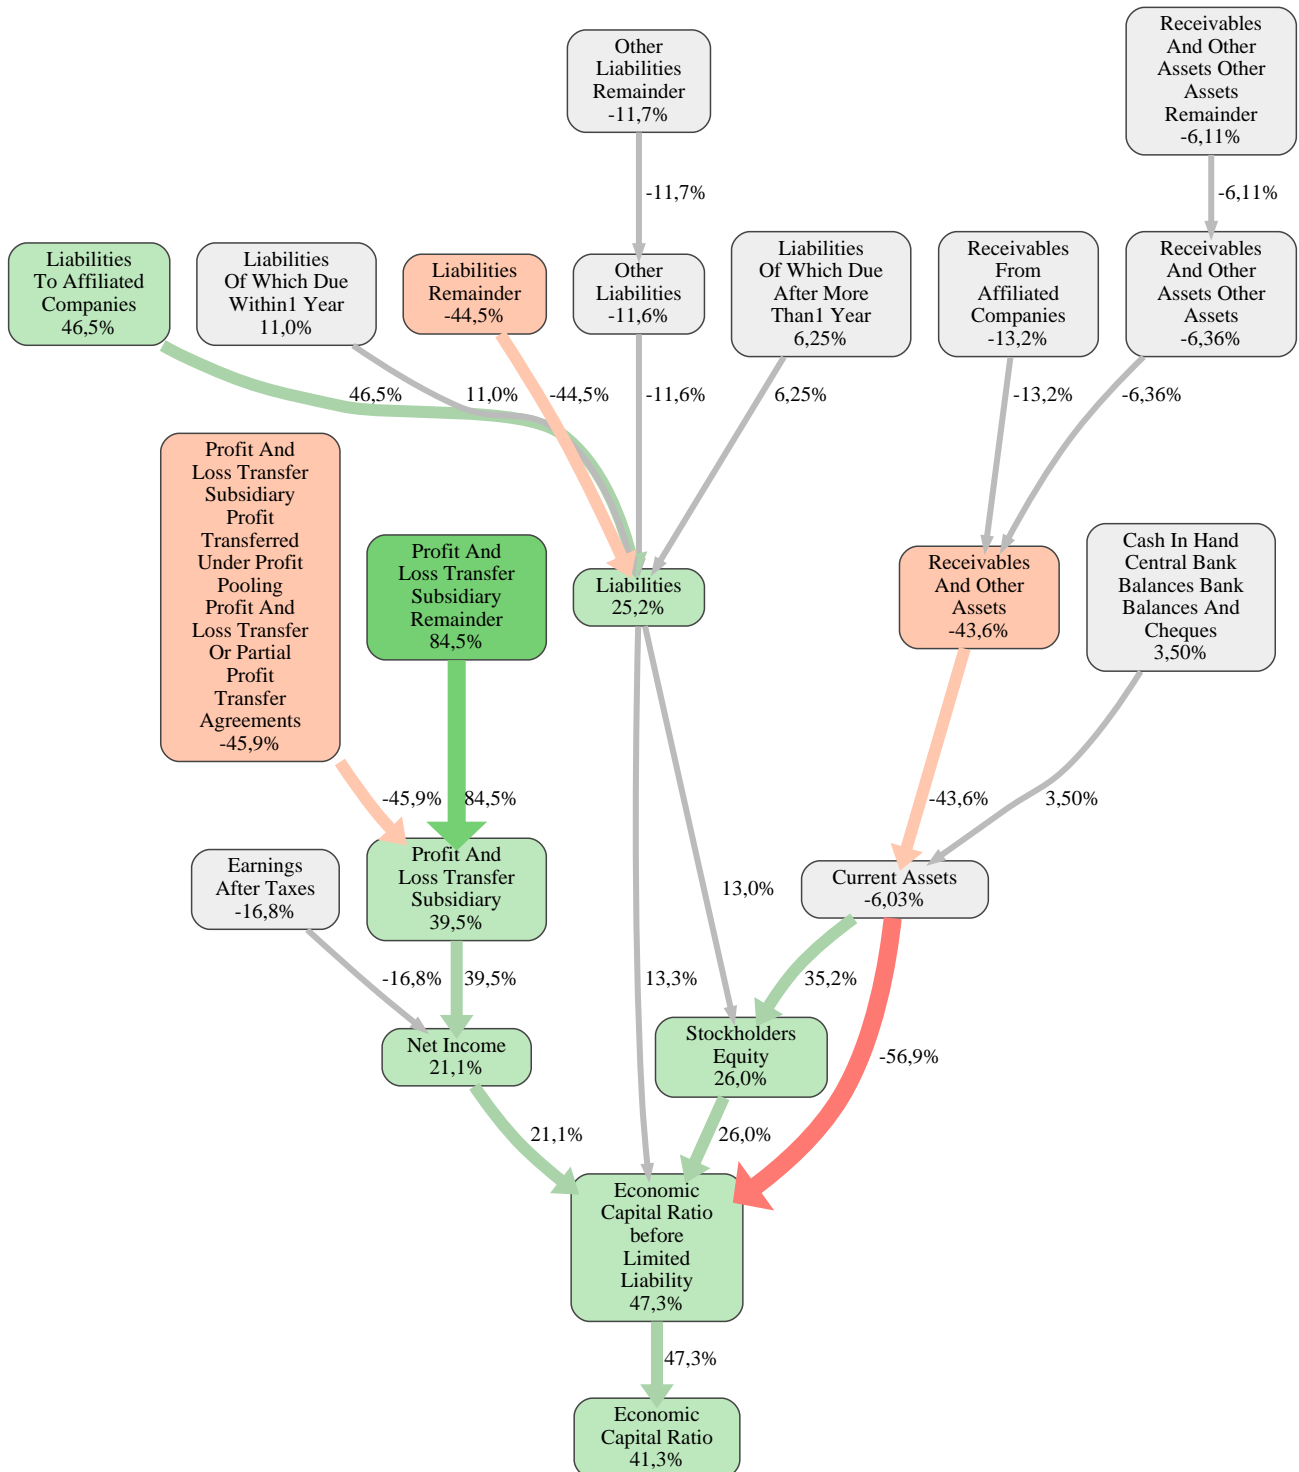 Other
Liabilities
Remainder
-11,7%
Receivables
And Other
Assets Other
Assets
Remainder
-6,11%
-11,7%
-6,11%
Liabilities
To Affiliated
Companies
46,5%
Liabilities
Of Which Due
Within1 Year
11,0%
Liabilities
Remainder
-44,5%
Other
Liabilities
-11,6%
Liabilities
Of Which Due
After More
Than1 Year
6,25%
Receivables
From
Affiliated
Companies
-13,2%
Receivables
And Other
Assets Other
Assets
-6,36%
46,5%
11,0%
-44,5%
-11,6%
6,25%
-13,2%
-6,36%
Profit And
Loss Transfer
Subsidiary
Profit
Transferred
Under Profit
Pooling
Profit And
Loss Transfer
Or Partial
Profit
Transfer
Agreements
-45,9%
Profit And
Loss Transfer
Subsidiary
Remainder
84,5%
Liabilities
25,2%
Receivables
And Other
Assets
-43,6%
Cash In Hand
Central Bank
Balances Bank
Balances And
Cheques
3,50%
-45,9%
84,5%
-43,6%
3,50%
Earnings
After Taxes
-16,8%
Profit And
Loss Transfer
Subsidiary
39,5%
13,0%
Current Assets
-6,03%
-16,8%
39,5%
13,3%
35,2%
Net Income
21,1%
Stockholders
Equity
26,0%
-56,9%
21,1%
26,0%
Economic
Capital Ratio
before
Limited
Liability
47,3%
47,3%
Economic
Capital Ratio
41,3%